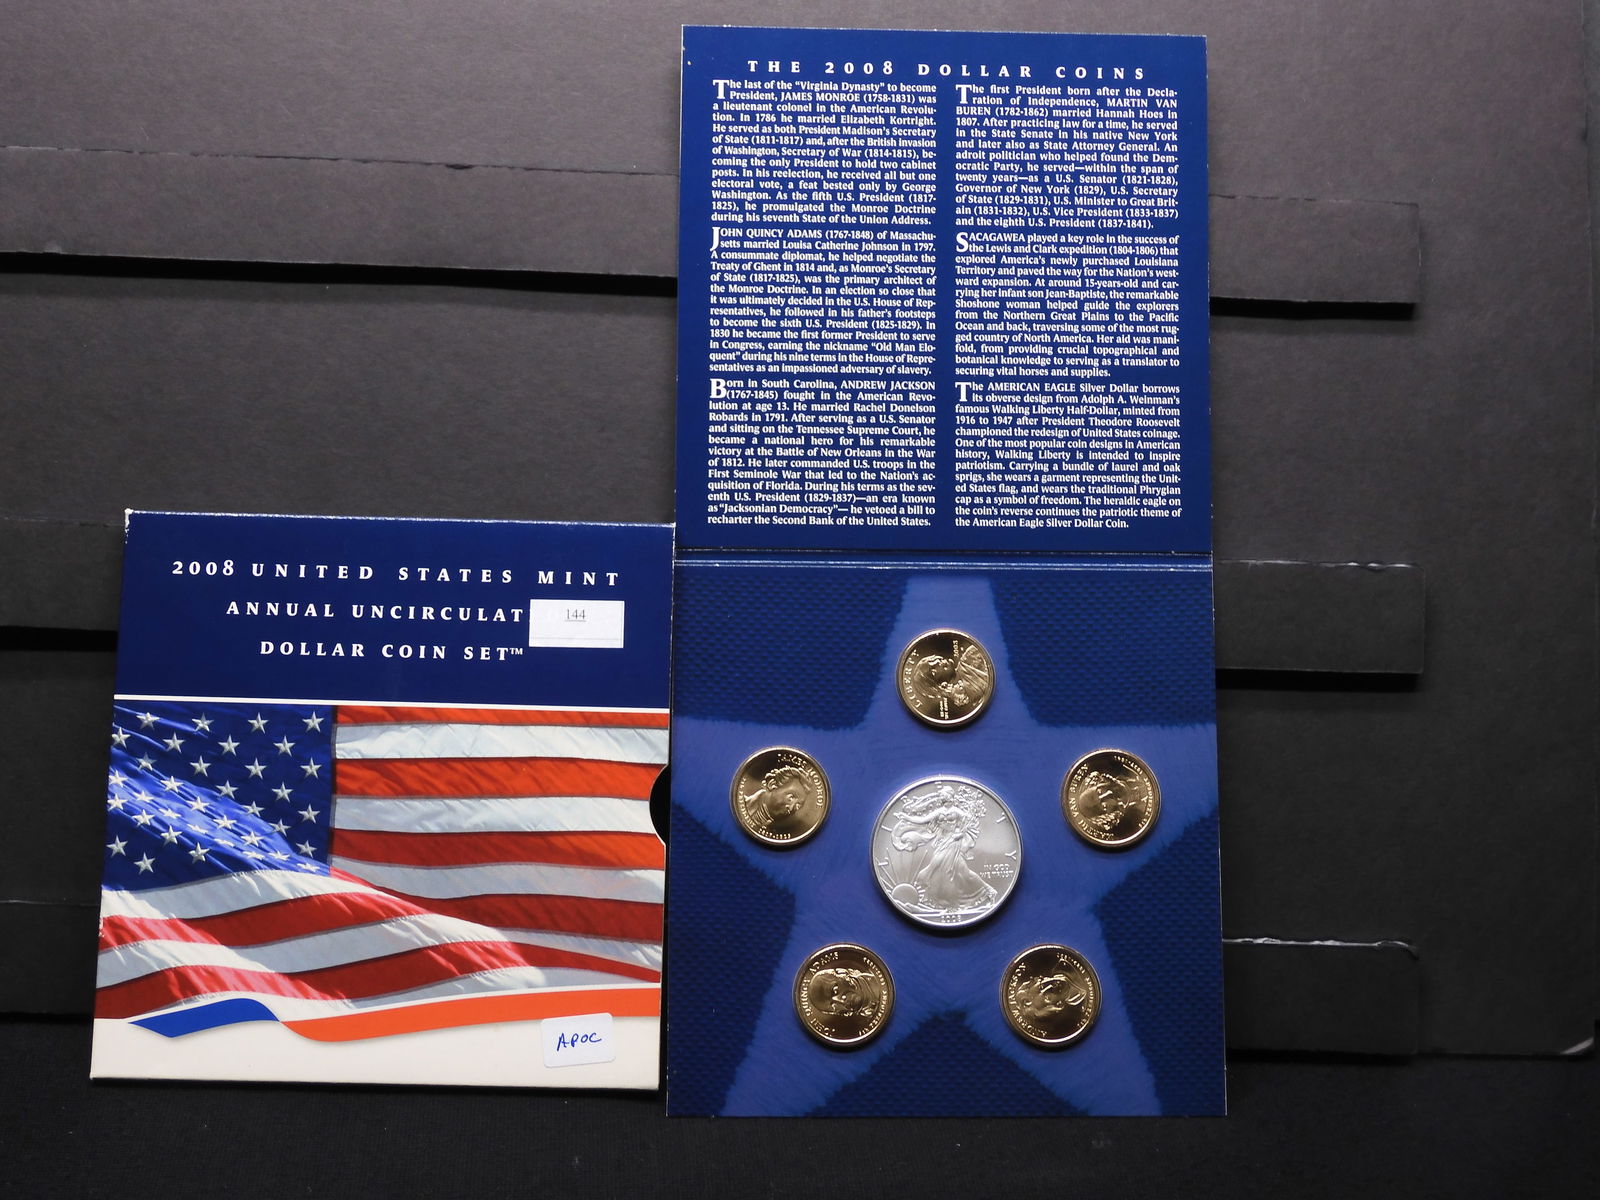 THE 2008 DOLLAR COINS
The last of the "Virginia Dynasty" to become
President, JAMES MONROE (1758-1831) was
a lieutenant colonel in the American Revolu-
tion. In 1786 he married Elizabeth Kortright.
He served as both President Madison's Secretary
of State (1811-1817) and, after the British invasion
of Washington, Secretary of War (1814-1815), be-
coming the only President to hold two cabinet
posts. In his reelection, he received all but one
electoral vote, a feat bested only by George
Washington. As the fifth U.S. President (1817-
1825), he promulgated the Monroe Doctrine
during his seventh State of the Union Address.
JOHN QUINCY ADAMS (1767-1848) of Massachu-
setts married Louisa Catherine Johnson in 1797.
A consummate diplomat, he helped negotiate the
Treaty of Ghent in 1814 and, as Monroe's Secretary
of State (1817-1825), was the primary architect of
the Monroe Doctrine. In an election so close that
it was ultimately decided in the U.S. House of Rep-
resentatives, he followed in his father's footsteps
to become the sixth U.S. President (1825-1829). In
1830 he became the first former President to serve
in Congress, earning the nickname "Old Man Elo-
quent" during his nine terms in the House of Repre-
sentatives as an impassioned adversary of slavery.
Born in South Carolina, ANDREW JACKSON
(1767-1845) fought in the American Revo-
lution at age 13. He married Rachel Donelson
Robards in 1791. After serving as a U.S. Senator
and sitting on the Tennessee Supreme Court, he
became a national hero for his remarkable
victory at the Battle of New Orleans in the War
of 1812. He later commanded U.S. troops in the
First Seminole War that led to the Nation's ac-
quisition of Florida. During his terms as the sev-
enth U.S. President (1829-1837)—an era known
as "Jacksonian Democracy"— he vetoed a bill to
recharter the Second Bank of the United States.
The first President born after the Decla-
ration of Independence, MARTIN VAN
BUREN (1782-1862) married Hannah Hoes in
1807. After practicing law for a time, he served
in the State Senate in his native New York
and later also as State Attorney General. An
adroit politician who helped found the Dem-
ocratic Party, he served—within the span of
twenty years—as a U.S. Senator (1821-1828),
Governor of New York (1829), U.S. Secretary
of State (1829-1831), U.S. Minister to Great Brit-
ain (1831-1832), U.S. Vice President (1833-1837)
and the eighth U.S. President (1837-1841).
SACAGAWEA played a key role in the success of
the Lewis and Clark expedition (1804-1806) that
explored America's newly purchased Louisiana
Territory and paved the way for the Nation's west-
ward expansion. At around 15-years-old and car-
rying her infant son Jean-Baptiste, the remarkable
Shoshone woman helped guide the explorers
from the Northern Great Plains to the Pacific
Ocean and back, traversing some of the most rug-
ged country of North America. Her aid was mani-
fold, from providing crucial topographical and
botanical knowledge to serving as a translator to
securing vital horses and supplies.
The AMERICAN EAGLE Silver Dollar borrows
its obverse design from Adolph A. Weinman's
famous Walking Liberty Half-Dollar, minted from
1916 to 1947 after President Theodore Roosevelt
championed the redesign of United States coinage.
One of the most popular coin designs in American
history, Walking Liberty is intended to inspire
patriotism. Carrying a bundle of laurel and oak
sprigs, she wears a garment representing the Unit-
ed States flag, and wears the traditional Phrygian
cap as a symbol of freedom. The heraldic eagle on
the coin's reverse continues the patriotic theme of
the American Eagle Silver Dollar Coin.
2008 UNITED STATES MINT
ANNUAL UNCIRCULAT
144
DOLLAR COIN SET™
APOC
LIBERTY
JAMES MONROE
MARTIN VAN BUREN
LIBERTY
IN GOD
WE TRUST
2008
JOHN QUINCY ADAMS
ANDREW JACKSON